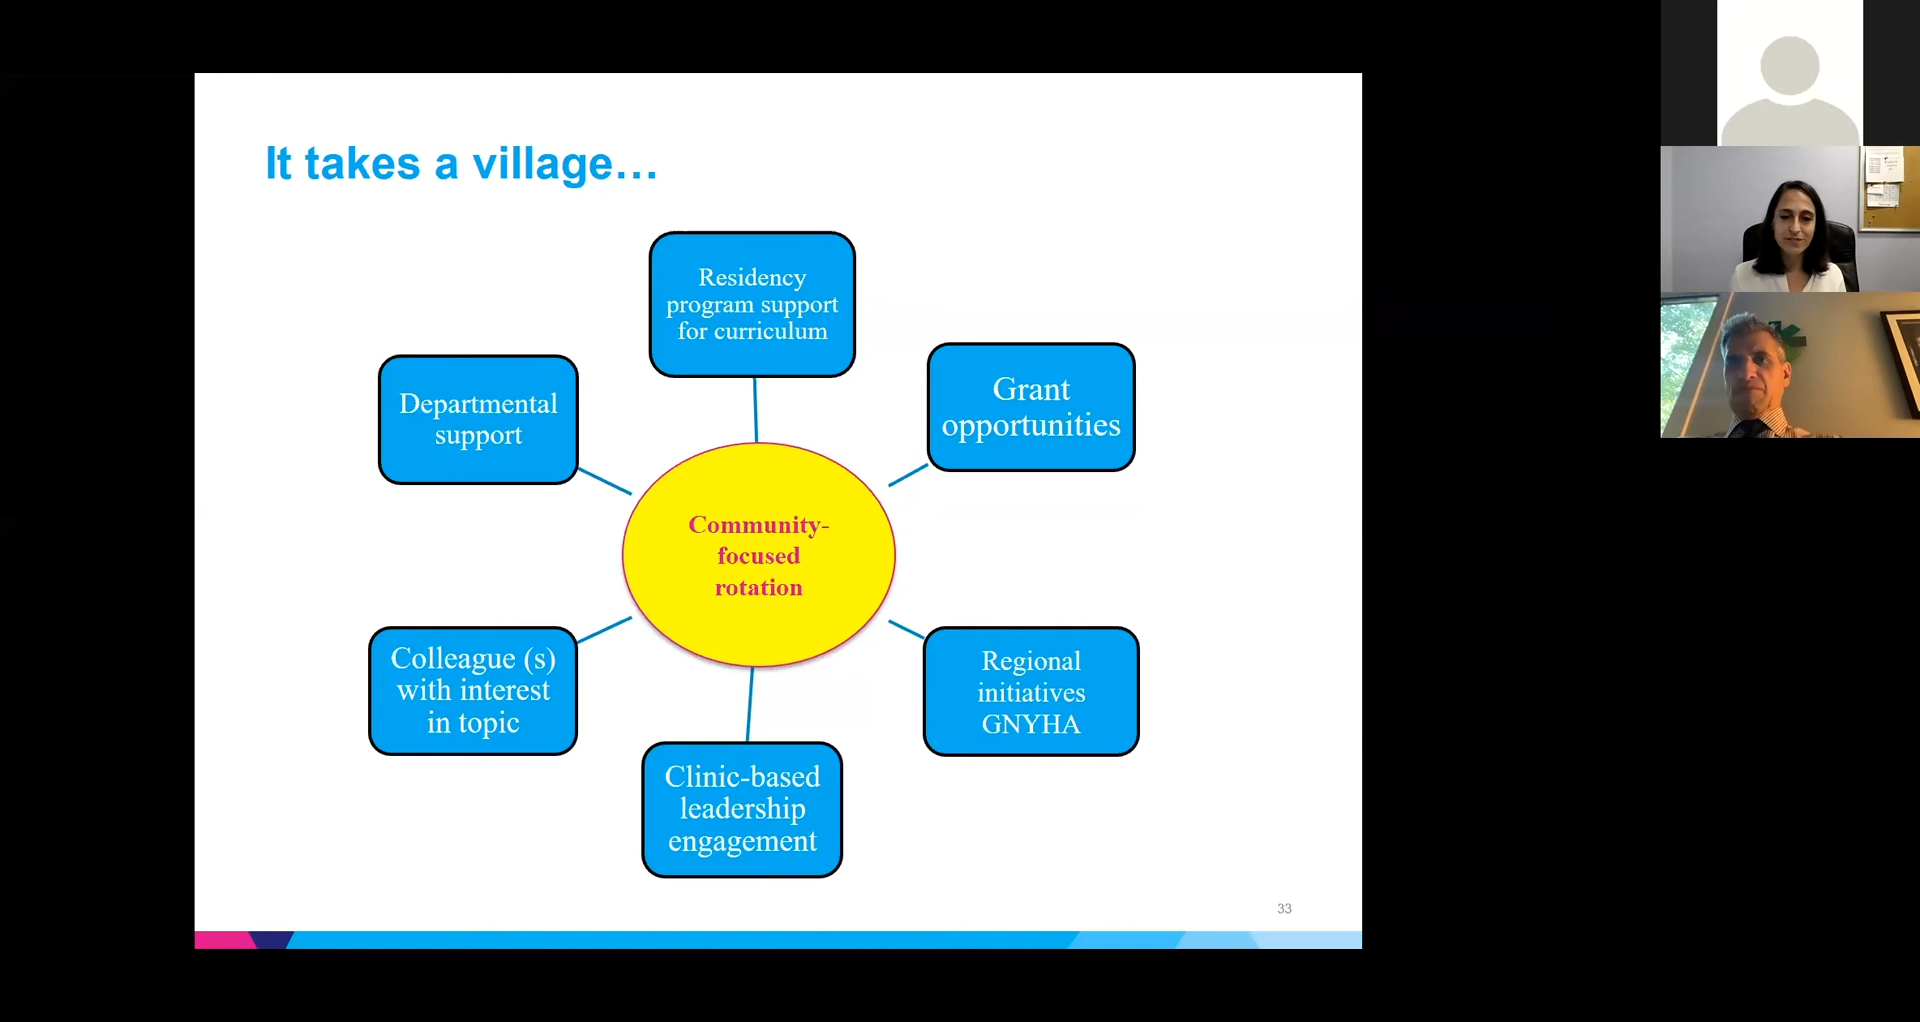 It takes a village...
Residency
program support
for curriculum
Departmental
support
Grant
opportunities
Community-
focused
rotation
Colleague (s)
with interest
in topic
Regional
initiatives
GNYHA
Clinic-based
leadership
engagement
33